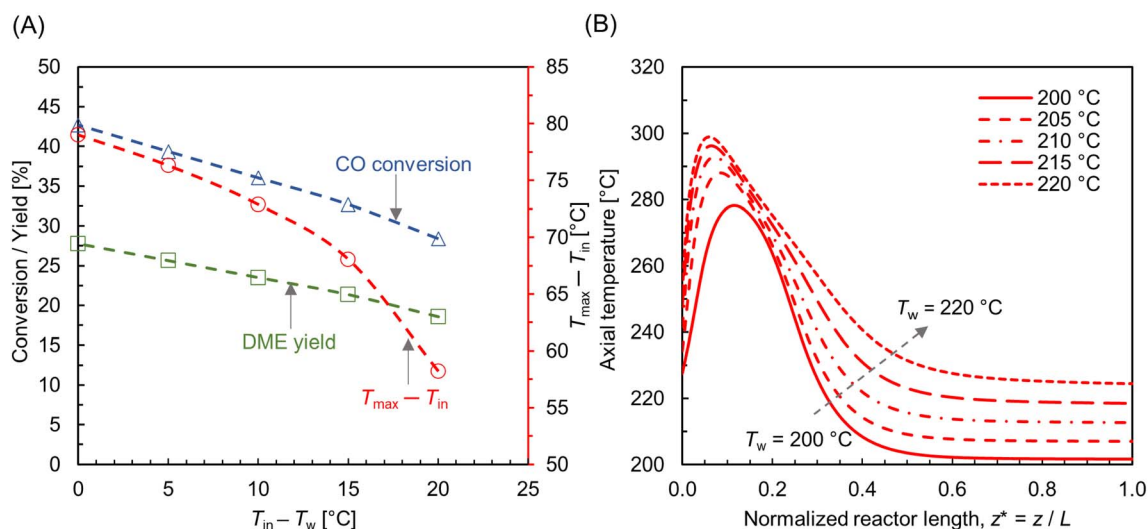 (A)
Conversion / Yield [%]
50
45
40
35
30
25
20
15
10
5
0
CO conversion
DME yield
Tmax – Tin
85
80
75
70
65
60
55
50
Tmax – Tin
[°C]
0 5 10 15 20 25
Tin – Tw [°C]
(B)
Axial temperature [°C]
320
300
280
260
240
220
200
200 °C
205 °C
210 °C
215 °C
220 °C
Tw = 220 °C
Tw = 200 °C
0.0 0.2 0.4 0.6 0.8 1.0
Normalized reactor length, z* = z / L